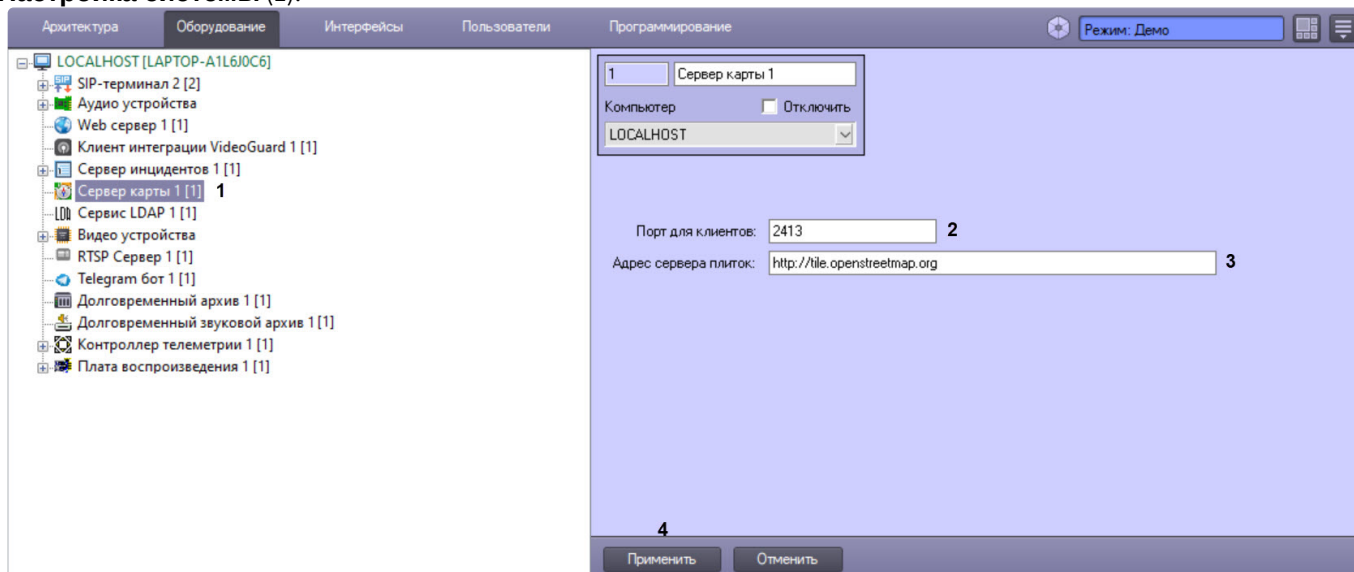 Настройка системы (1).
Архитектура Оборудование Интерфейсы Пользователи Программирование Режим: Демо
LOCALHOST [LAPTOP-A1L6J0C6]
SIP-терминал 2 [2]
Аудио устройства
Web сервер 1 [1]
Клиент интеграции VideoGuard 1 [1]
Сервер инцидентов 1 [1]
Сервер карты 1 [1] 1
LDA Сервис LDAP 1 [1]
Видео устройства
RTSP Сервер 1 [1]
Telegram бот 1 [1]
Долговременный архив 1 [1]
Долговременный звуковой архив 1 [1]
Контроллер телеметрии 1 [1]
Плата воспроизведения 1 [1]
1 Сервер карты 1
Компьютер Отключить
LOCALHOST
Порт для клиентов: 2413 2
Адрес сервера плиток: http://tile.openstreetmap.org 3
4
Применить Отменить